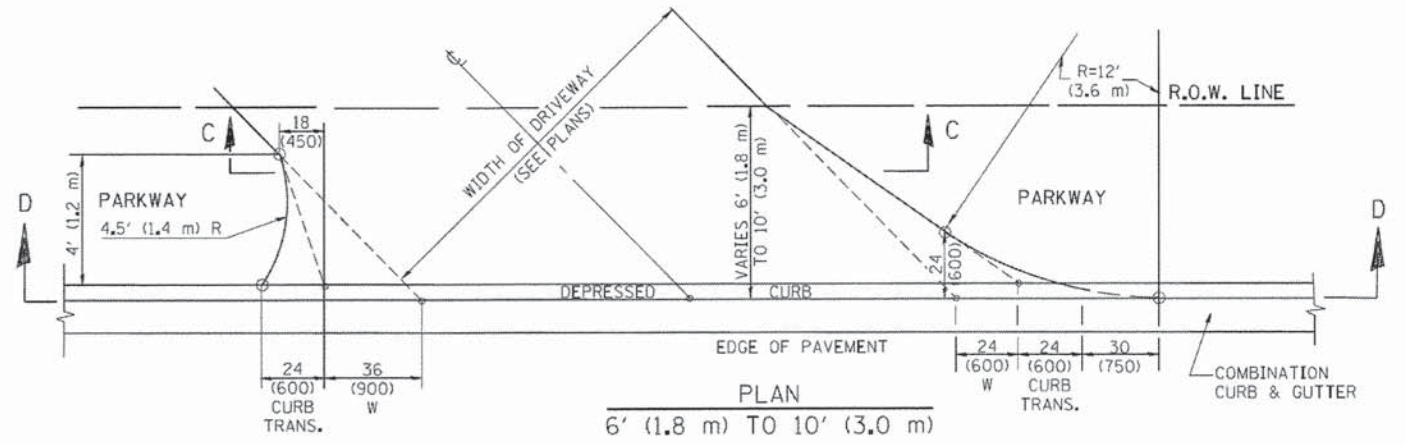 R=12'
(3.6 m)
R.O.W. LINE
C
18
(450)
WIDTH OF DRIVEWAY
(SEE PLANS)
VARIES 6' (1.8 m)
TO 10' (3.0 m)
C
D
4' (1.2 m)
PARKWAY
4.5' (1.4 m) R
PARKWAY
D
24
(600)
DEPRESSED CURB
EDGE OF PAVEMENT
24
(600)
CURB
TRANS.
36
(900)
W
24
(600)
W
24
(600)
CURB
TRANS.
30
(750)
COMBINATION
CURB & GUTTER
PLAN
6' (1.8 m) TO 10' (3.0 m)